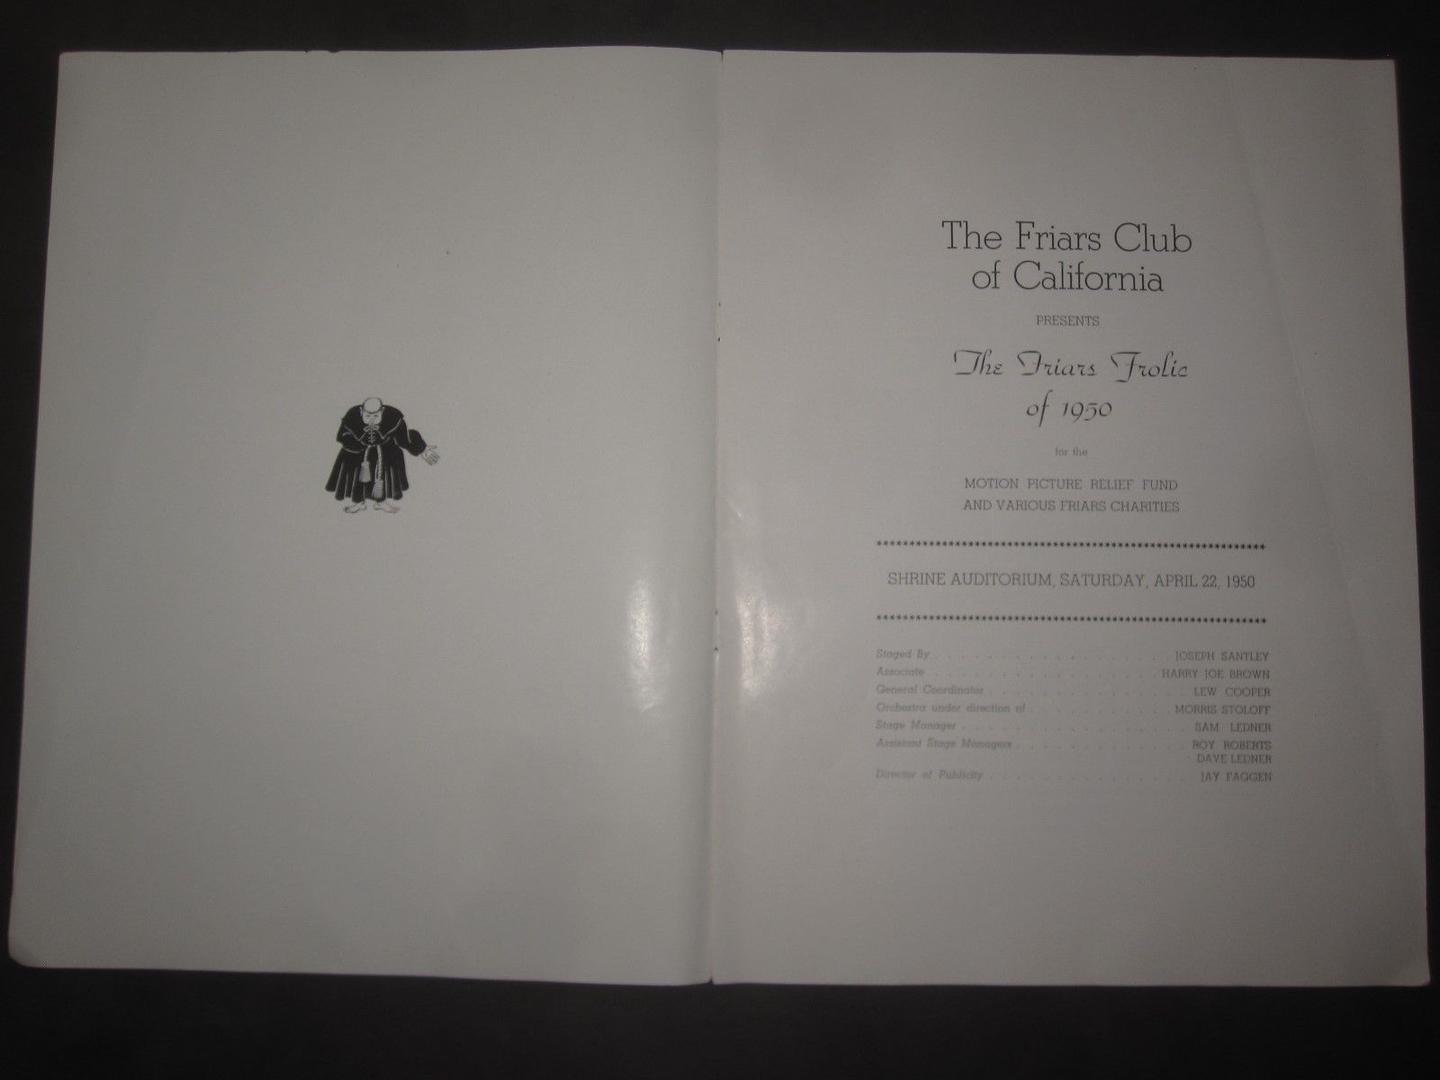 The Friars Club
of California
PRESENTS
The Friars Frolic
of 1950
for the
MOTION PICTURE RELIEF FUND
AND VARIOUS FRIARS CHARITIES
SHRINE AUDITORIUM, SATURDAY, APRIL 22, 1950
Staged By . . . . . . . . . . . . . . . . . . JOSEPH SANTLEY
Associate . . . . . . . . . . . . . . . . . . HARRY JOE BROWN
General Coordinator . . . . . . . . . . . . . . . LEW COOPER
Orchestra under direction of . . . . . . . . . . . MORRIS STOLOFF
Stage Manager . . . . . . . . . . . . . . . . . SAM LEDNER
Assistant Stage Managers . . . . . . . . . . . . . ROY ROBERTS
DAVE LEDNER
Director of Publicity . . . . . . . . . . . . . . . JAY FAGGEN